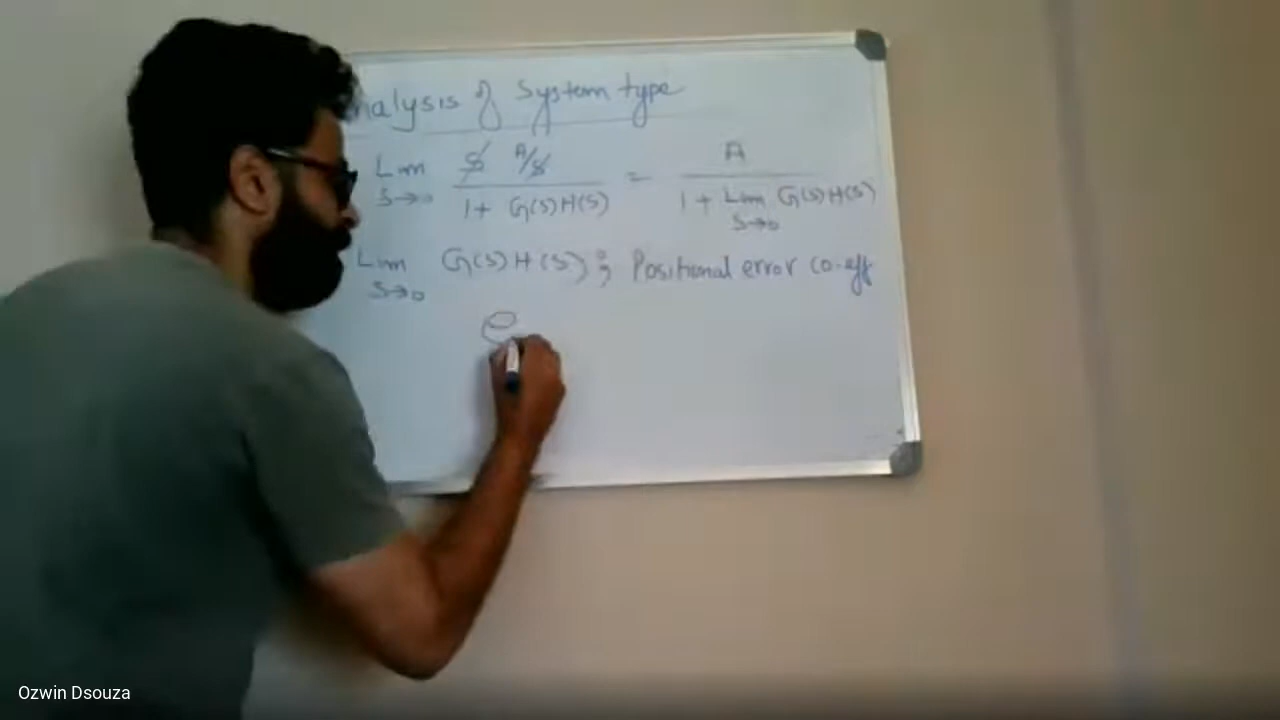 nalysis of System type
Lim S A/S = A
S→0 1 + G(S)H(S) 1 + Lim G(S)H(S)
S→0
Lim G(S)H(S) ; Positional error co-eff
S→0
e
Ozwin Dsouza